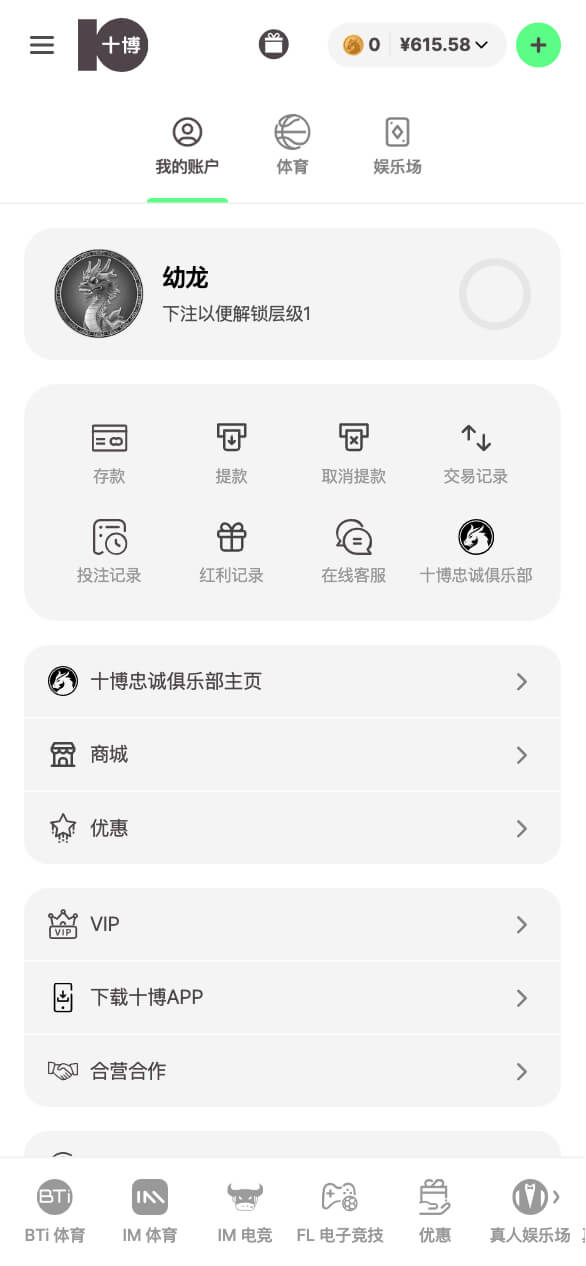 十博
0
¥615.58
我的账户
体育
娱乐场
幼龙
下注以便解锁层级1
存款
提款
取消提款
交易记录
投注记录
红利记录
在线客服
十博忠诚俱乐部
十博忠诚俱乐部主页
商城
优惠
VIP
VIP
下载十博APP
合营合作
BTi
IM
BTi 体育
IM 体育
IM 电竞
FL 电子竞技
优惠
真人娱乐场